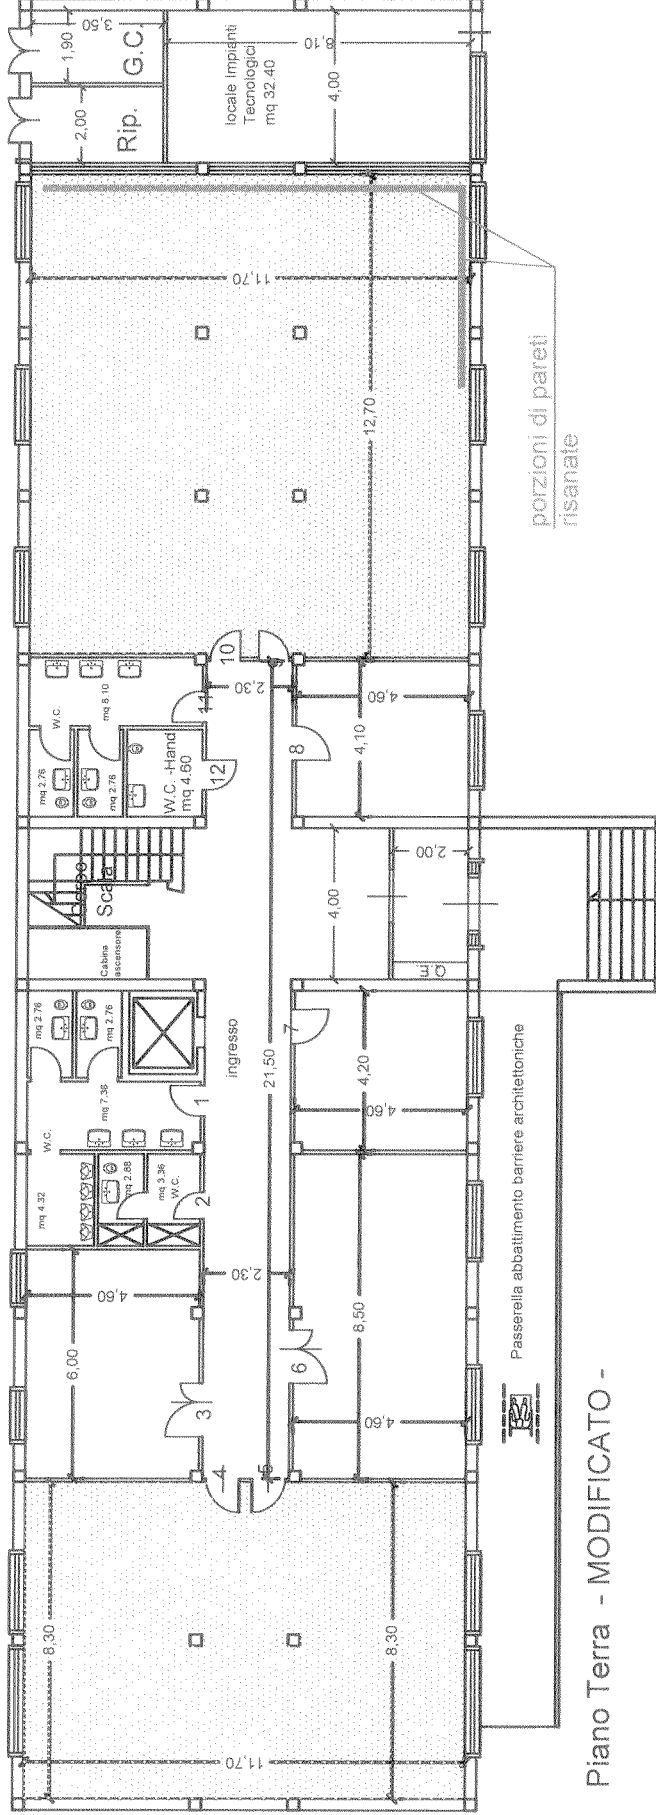 3,50
1,90
G.C.
2,00
Rip.
8,10
locale Impianti
Tecnologici
mq 32.40
4,00
11,70
12,70
porzioni di pareti
risanate
10
2,30
11
W.C.
mq 8.10
mq 2.76
mq 2.76
W.C. -Hand
mq 4.60
12
8
4,60
4,10
Scala
Cabina
ascensore
4,00
2,00
Q.E.
mq 2.76
mq 2.76
ingresso
21,50
7
4,20
4,60
1
mq 7.36
W.C.
mq 4.32
mq 2.88
mq 3.36
W.C.
2
2,30
4,60
6,00
3
8,50
6
4,60
4
5
8,30
8,30
11,70
Passerella abbattimento barriere architettoniche
Piano Terra - MODIFICATO -